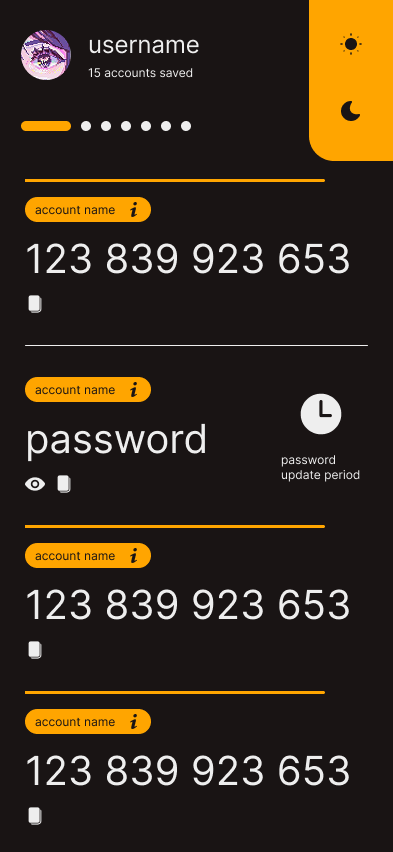 username
15 accounts saved
account name i
123 839 923 653
account name i
password
password
update period
account name i
123 839 923 653
account name i
123 839 923 653